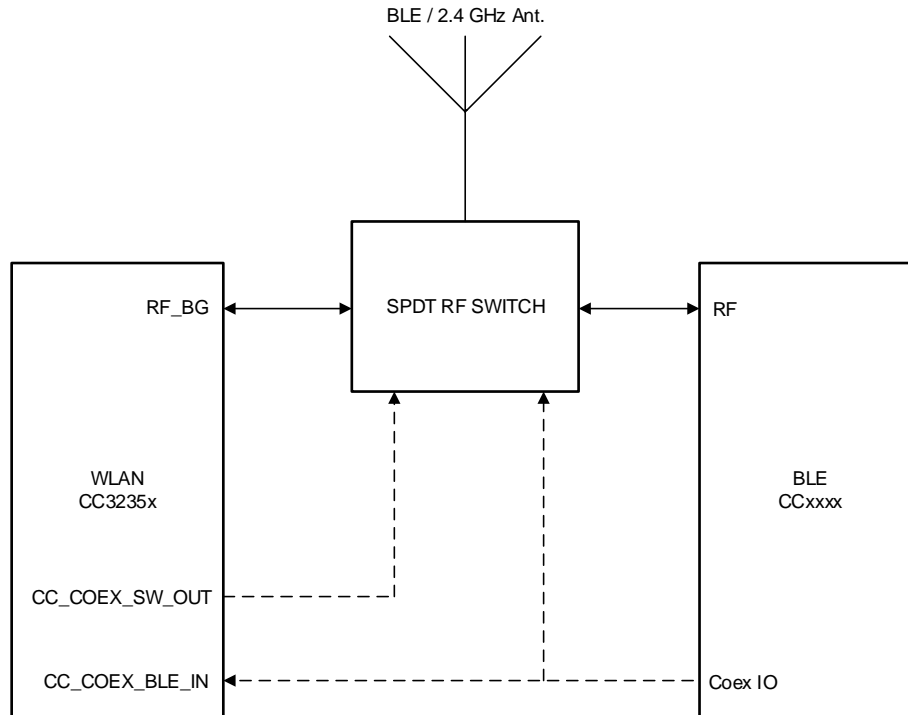 BLE / 2.4 GHz Ant.
RF_BG
SPDT RF SWITCH
RF
WLAN
CC3235x
BLE
CCxxxx
CC_COEX_SW_OUT
CC_COEX_BLE_IN
Coex IO